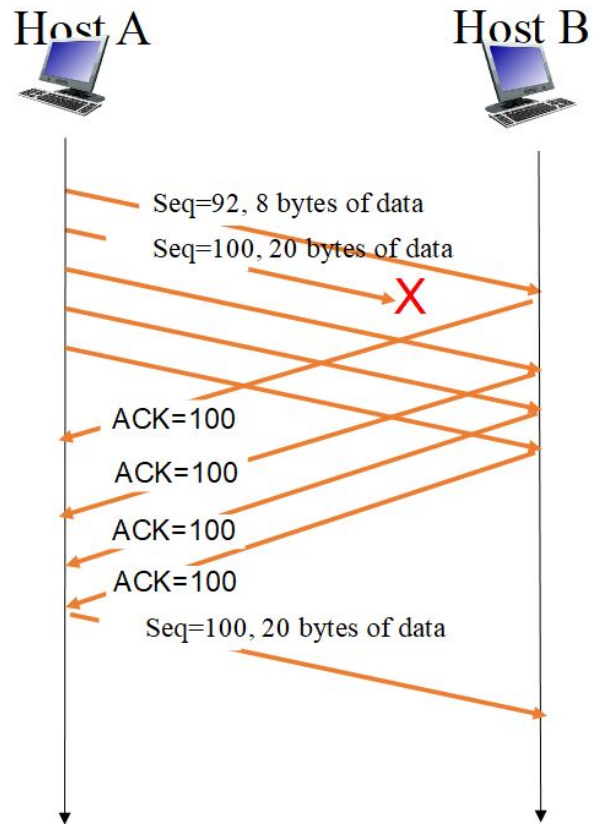 Host A
Host B
Seq=92, 8 bytes of data
Seq=100, 20 bytes of data
X
ACK=100
ACK=100
ACK=100
ACK=100
Seq=100, 20 bytes of data